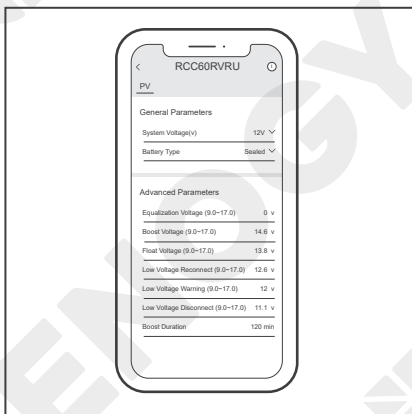 RCC60RVRU
PV
General Parameters
System Voltage(v) 12V
Battery Type Sealed
Advanced Parameters
Equalization Voltage (9.0~17.0) 0 v
Boost Voltage (9.0~17.0) 14.6 v
Float Voltage (9.0~17.0) 13.8 v
Low Voltage Reconnect (9.0~17.0) 12.6 v
Low Voltage Warning (9.0~17.0) 12 v
Low Voltage Disconnect (9.0~17.0) 11.1 v
Boost Duration 120 min